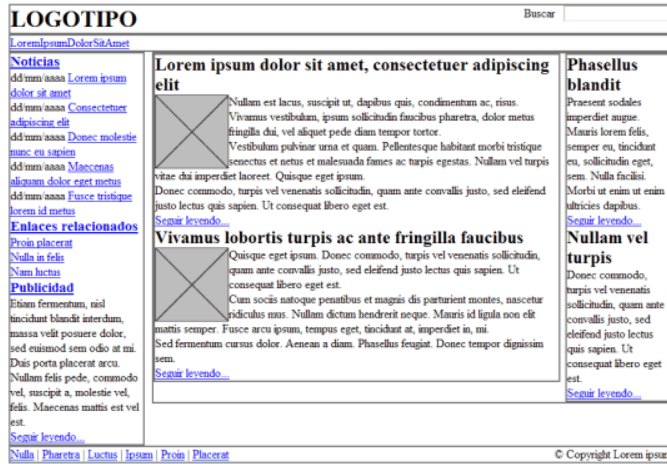 LOGOTIPO
Buscar
LoremIpsumDolorSitAmet
Noticias
dd/mm/aaaa Lorem ipsum
dolor sit amet
dd/mm/aaaa Consectetuer
adipiscing elit
dd/mm/aaaa Donec molestie
nunc eu sapien
dd/mm/aaaa Maecenas
aliquam dolor eget metus
dd/mm/aaaa Fusce tristique
lorem id metus
Enlaces relacionados
Proin placerat
Nulla in felis
Nam luctus
Publicidad
Etiam fermentum, nisl
tincidunt blandit interdum,
massa velit posuere dolor,
sed euismod sem odio at mi.
Duis porta placerat arcu.
Nullam felis pede, commodo
vel, suscipit a, molestie vel,
felis. Maecenas mattis est vel
est.
Seguir leyendo...
Lorem ipsum dolor sit amet, consectetuer adipiscing
elit
Nullam est lacus, suscipit ut, dapibus quis, condimentum ac, risus.
Vivamus vestibulum, ipsum sollicitudin faucibus pharetra, dolor metus
fringilla dui, vel aliquet pede diam tempor tortor.
Vestibulum pulvinar urna et quam. Pellentesque habitant morbi tristique
senectus et netus et malesuada fames ac turpis egestas. Nullam vel turpis
vitae dui imperdiet laoreet. Quisque eget ipsum.
Donec commodo, turpis vel venenatis sollicitudin, quam ante convallis justo, sed eleifend
justo lectus quis sapien. Ut consequat libero eget est.
Seguir leyendo...
Vivamus lobortis turpis ac ante fringilla faucibus
Quisque eget ipsum. Donec commodo, turpis vel venenatis sollicitudin,
quam ante convallis justo, sed eleifend justo lectus quis sapien. Ut
consequat libero eget est.
Cum sociis natoque penatibus et magnis dis parturient montes, nascetur
ridiculus mus. Nullam dictum hendrerit neque. Mauris id ligula non elit
mattis semper. Fusce arcu ipsum, tempus eget, tincidunt at, imperdiet in, mi.
Sed fermentum cursus dolor. Aenean a diam. Phasellus feugiat. Donec tempor dignissim
sem.
Seguir leyendo...
Phasellus
blandit
Praesent sodales
imperdiet augue.
Mauris lorem felis,
semper eu, tincidunt
eu, sollicitudin eget,
sem. Nulla facilisi.
Morbi ut enim ut enim
ultricies dapibus.
Seguir leyendo...
Nullam vel
turpis
Donec commodo,
turpis vel venenatis
sollicitudin, quam ante
convallis justo, sed
eleifend justo lectus
quis sapien. Ut
consequat libero eget
est.
Seguir leyendo...
Nulla | Pharetra | Luctus | Ipsum | Proin | Placerat
© Copyright Lorem ipsu